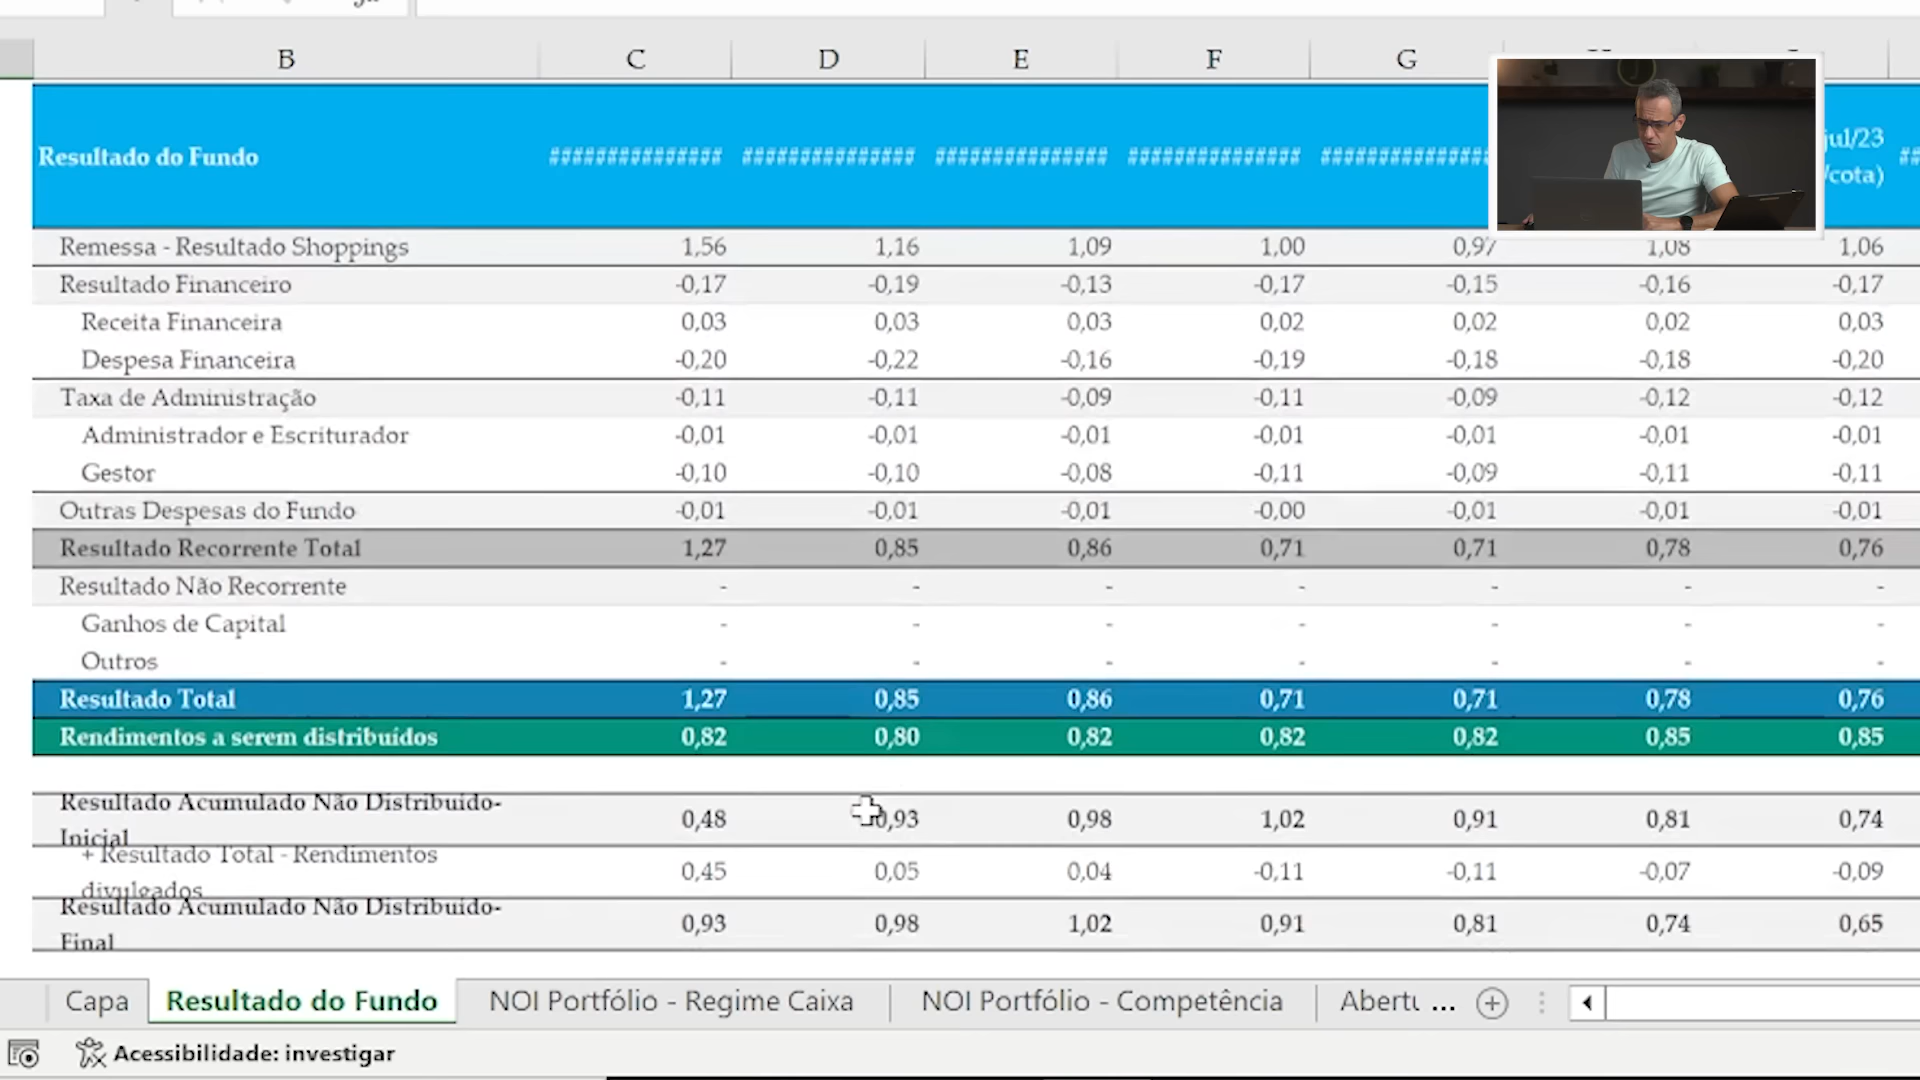 B C D E F G
Resultado do Fundo ############### ############### ############### ############### ############### jul/23
/cota) ##
Remessa - Resultado Shoppings 1,56 1,16 1,09 1,00 0,97 1,08 1,06
Resultado Financeiro -0,17 -0,19 -0,13 -0,17 -0,15 -0,16 -0,17
Receita Financeira 0,03 0,03 0,03 0,02 0,02 0,02 0,03
Despesa Financeira -0,20 -0,22 -0,16 -0,19 -0,18 -0,18 -0,20
Taxa de Administração -0,11 -0,11 -0,09 -0,11 -0,09 -0,12 -0,12
Administrador e Escriturador -0,01 -0,01 -0,01 -0,01 -0,01 -0,01 -0,01
Gestor -0,10 -0,10 -0,08 -0,11 -0,09 -0,11 -0,11
Outras Despesas do Fundo -0,01 -0,01 -0,01 -0,00 -0,01 -0,01 -0,01
Resultado Recorrente Total 1,27 0,85 0,86 0,71 0,71 0,78 0,76
Resultado Não Recorrente - - - - - - -
Ganhos de Capital - - - - - - -
Outros - - - - - - -
Resultado Total 1,27 0,85 0,86 0,71 0,71 0,78 0,76
Rendimentos a serem distribuídos 0,82 0,80 0,82 0,82 0,82 0,85 0,85
Resultado Acumulado Não Distribuído-
Inicial 0,48 0,93 0,98 1,02 0,91 0,81 0,74
+ Resultado Total - Rendimentos
divulgados 0,45 0,05 0,04 -0,11 -0,11 -0,07 -0,09
Resultado Acumulado Não Distribuído-
Final 0,93 0,98 1,02 0,91 0,81 0,74 0,65
Capa Resultado do Fundo NOI Portfólio - Regime Caixa NOI Portfólio - Competência Abertu ...
Acessibilidade: investigar